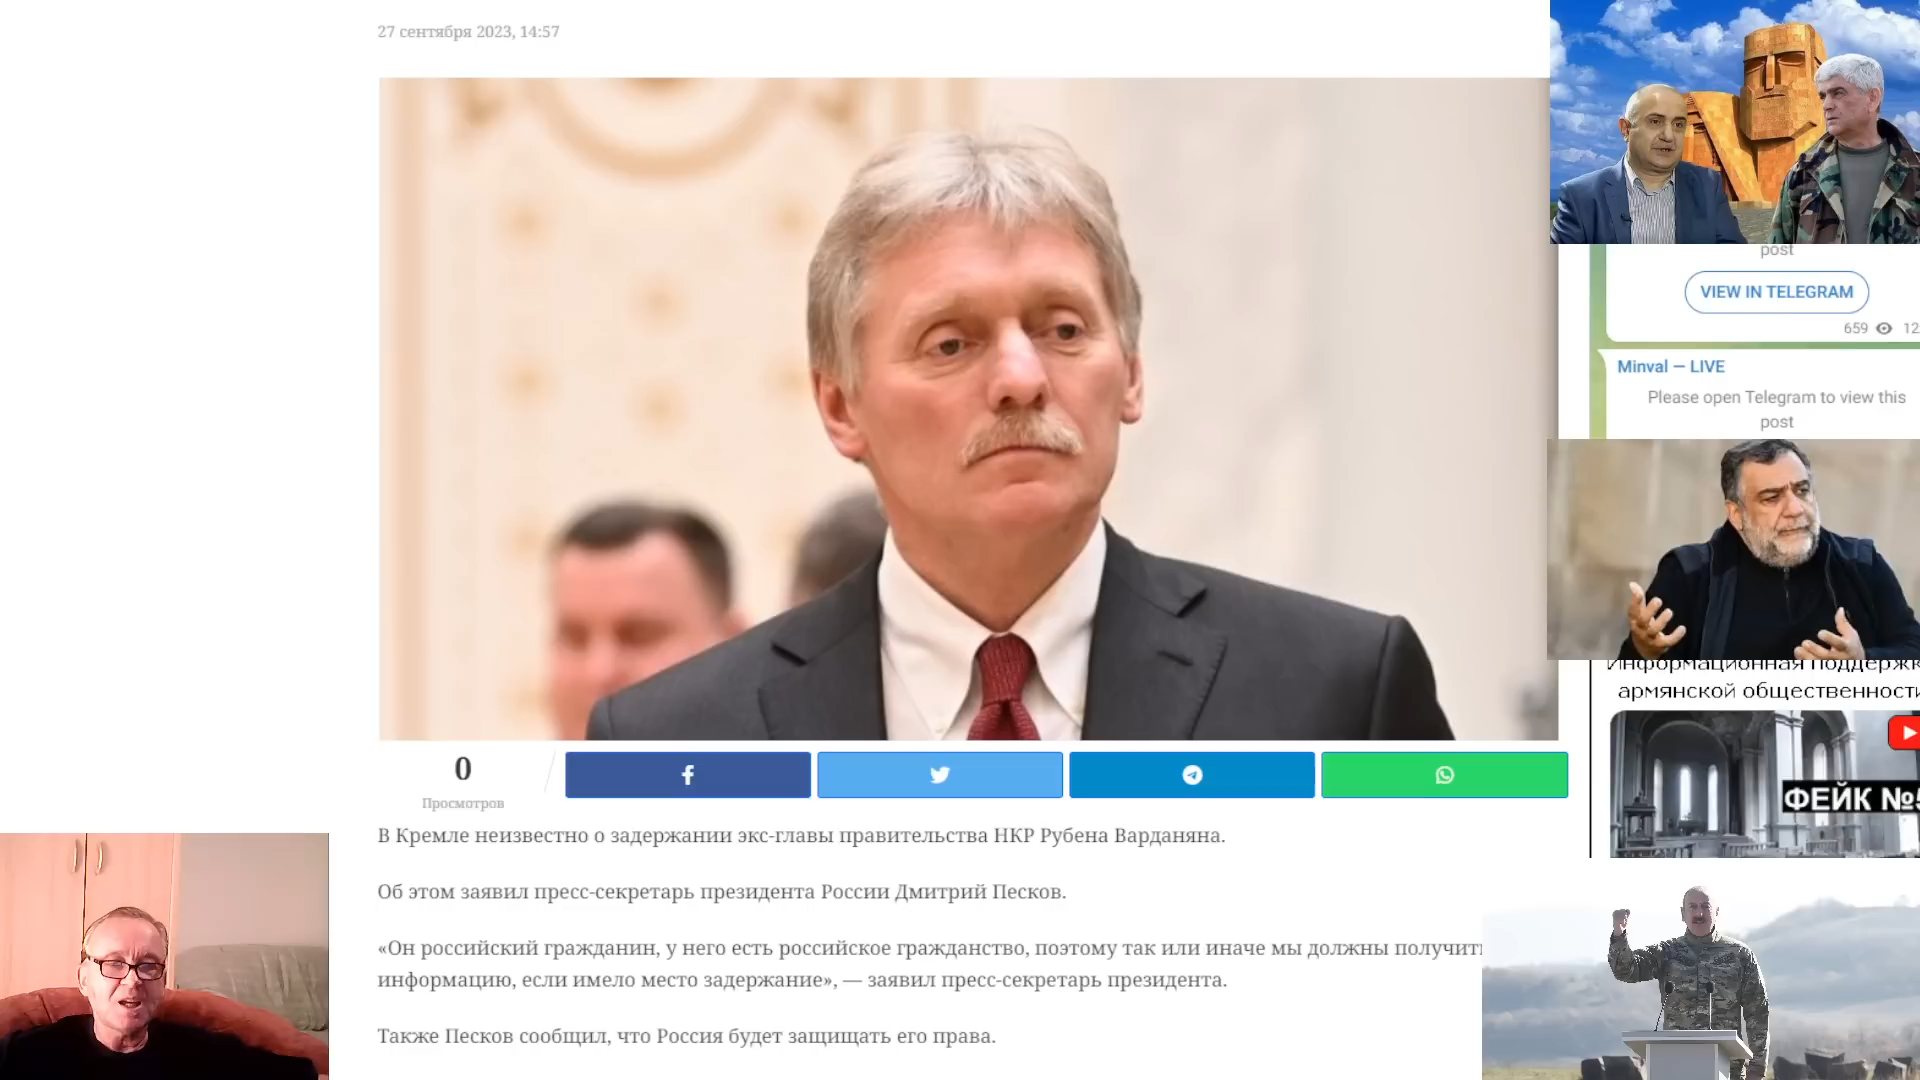 27 сентября 2023, 14:57
post
VIEW IN TELEGRAM
659
Minval — LIVE
Please open Telegram to view this
post
армянской общественности
ФЕЙК №
0
Просмотров
В Кремле неизвестно о задержании экс-главы правительства НКР Рубена Варданяна.
Об этом заявил пресс-секретарь президента России Дмитрий Песков.
«Он российский гражданин, у него есть российское гражданство, поэтому так или иначе мы должны получить
информацию, если имело место задержание», — заявил пресс-секретарь президента.
Также Песков сообщил, что Россия будет защищать его права.